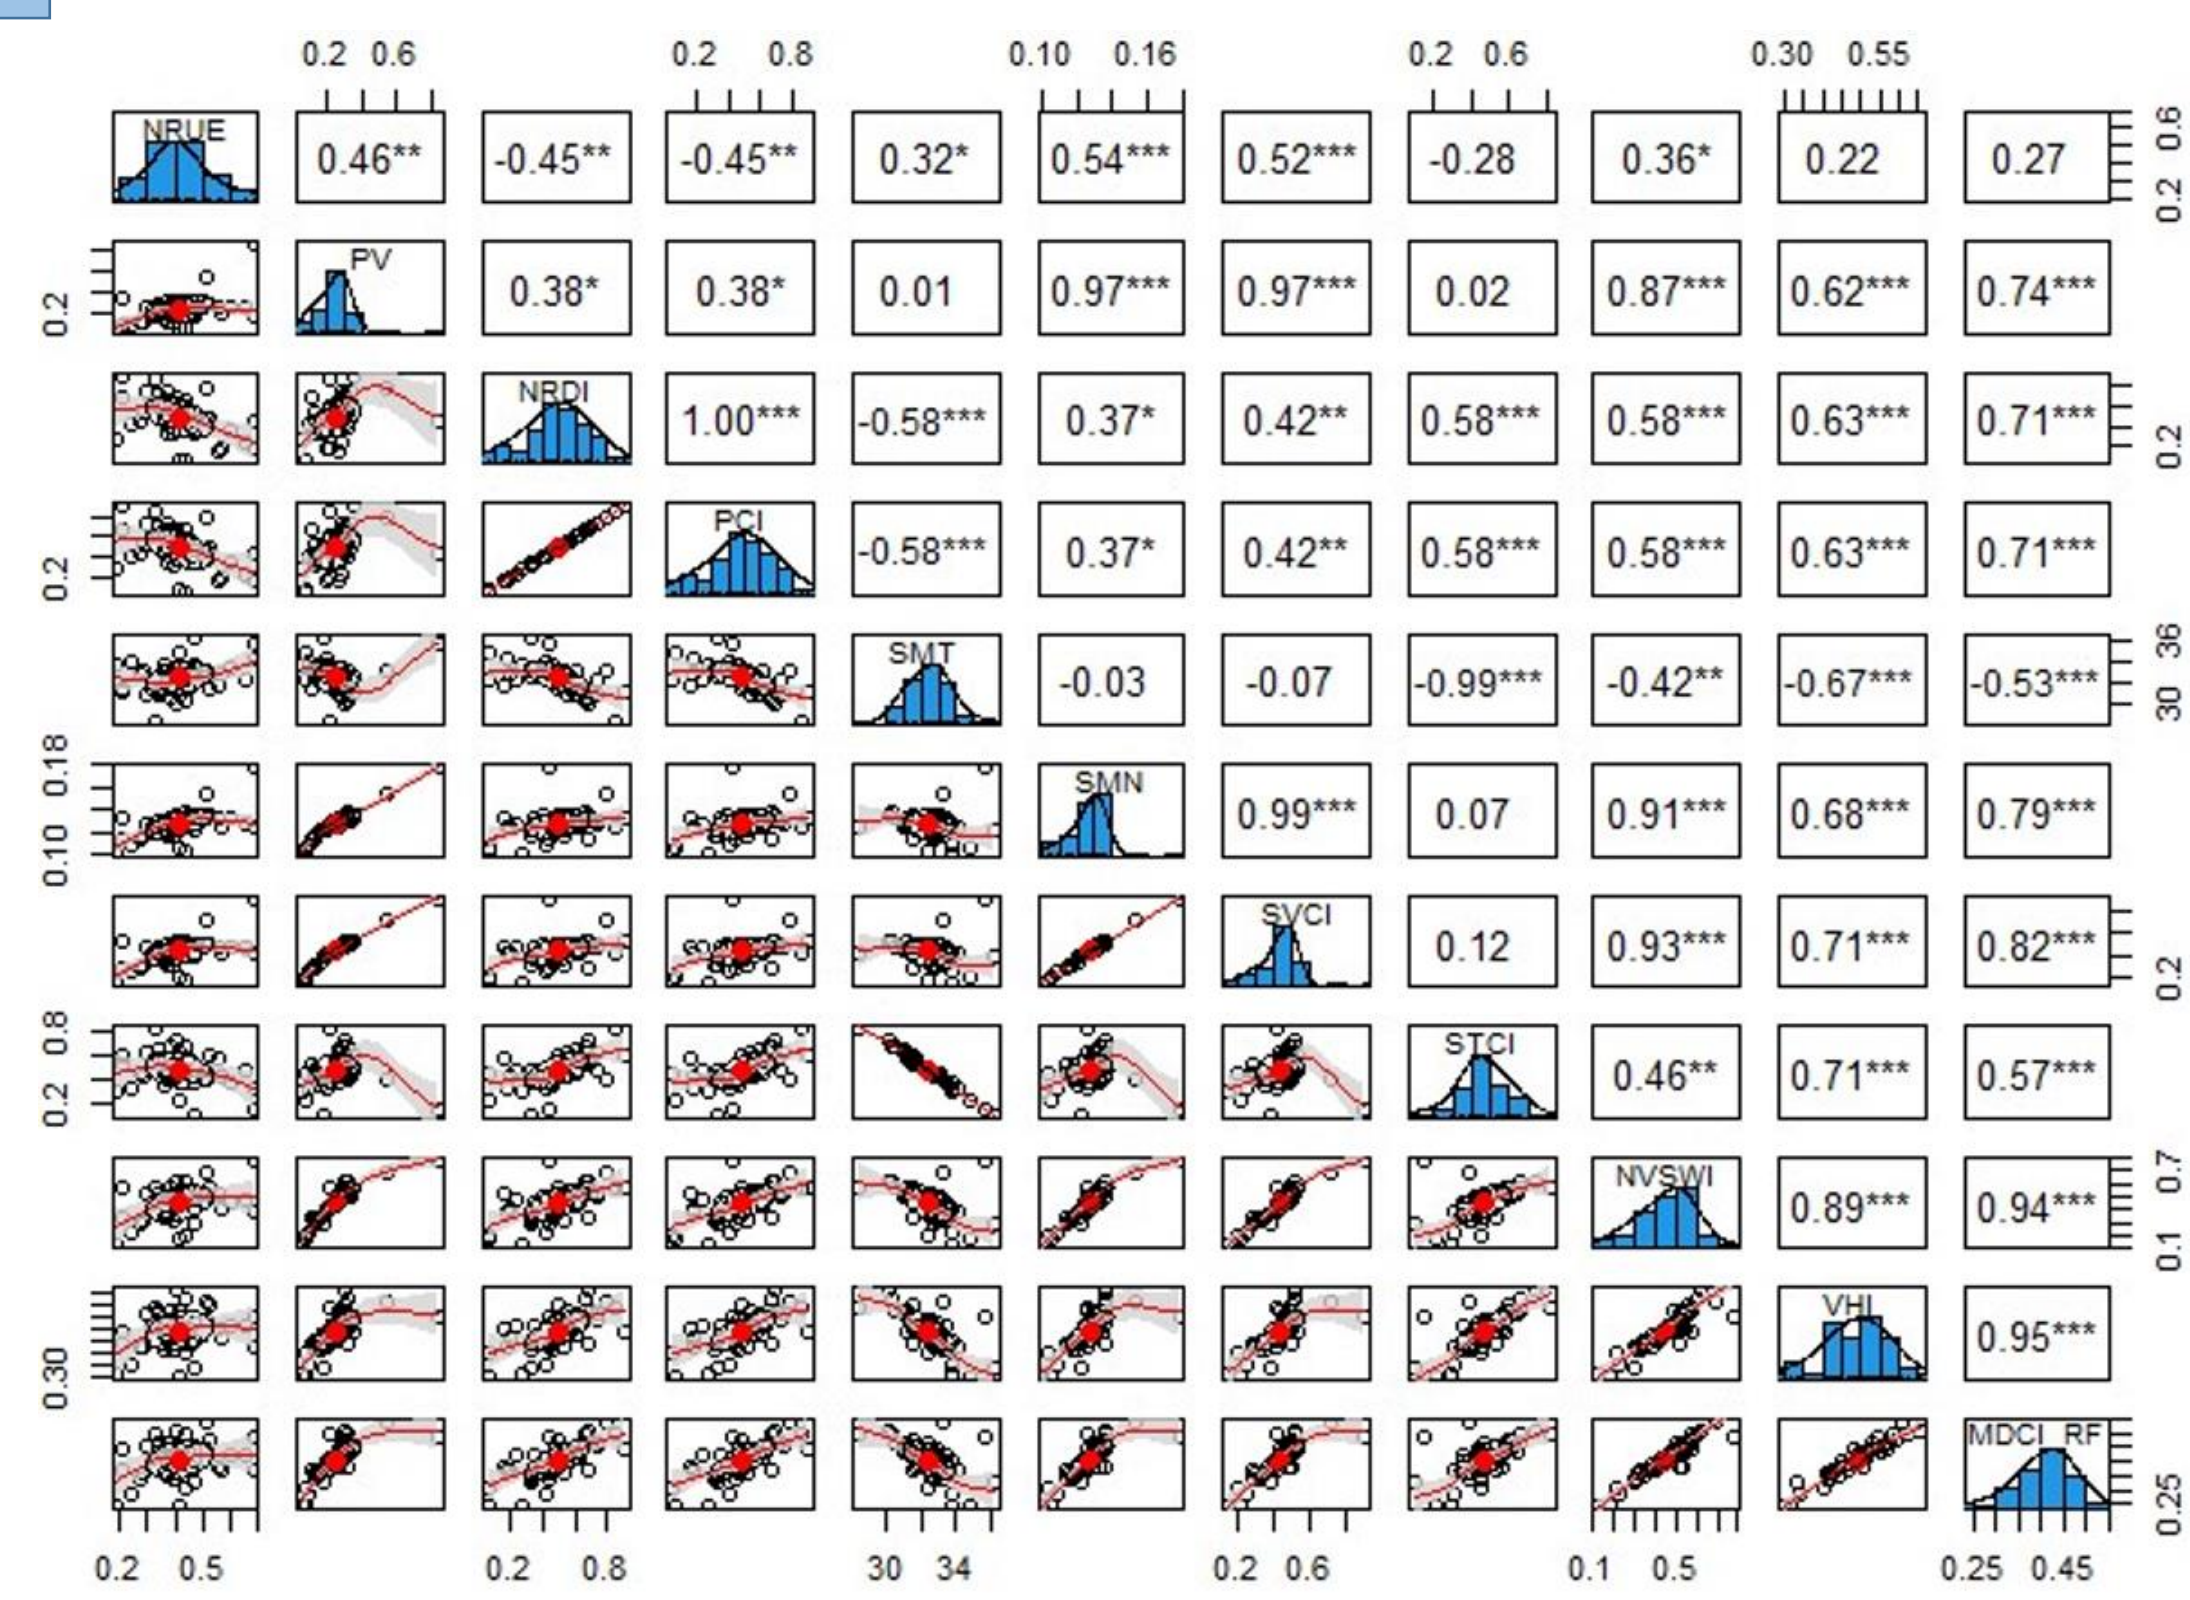 0.2 0.6 0.2 0.8 0.10 0.16 0.2 0.6 0.30 0.55
NRUE 0.46** -0.45** -0.45** 0.32* 0.54*** 0.52*** -0.28 0.36* 0.22 0.27 0.2 0.6
0.2 PV 0.38* 0.38* 0.01 0.97*** 0.97*** 0.02 0.87*** 0.62*** 0.74***
NRDI 1.00*** -0.58*** 0.37* 0.42** 0.58*** 0.58*** 0.63*** 0.71*** 0.2
0.2 PCI -0.58*** 0.37* 0.42** 0.58*** 0.58*** 0.63*** 0.71***
SMT -0.03 -0.07 -0.99*** -0.42** -0.67*** -0.53*** 30 36
0.10 0.18 SMN 0.99*** 0.07 0.91*** 0.68*** 0.79***
SVCI 0.12 0.93*** 0.71*** 0.82*** 0.2
0.2 0.8 STCI 0.46** 0.71*** 0.57***
NVSWI 0.89*** 0.94*** 0.1 0.7
0.30 VHI 0.95***
MDCI_RF 0.25
0.2 0.5 0.2 0.8 30 34 0.2 0.6 0.1 0.5 0.25 0.45